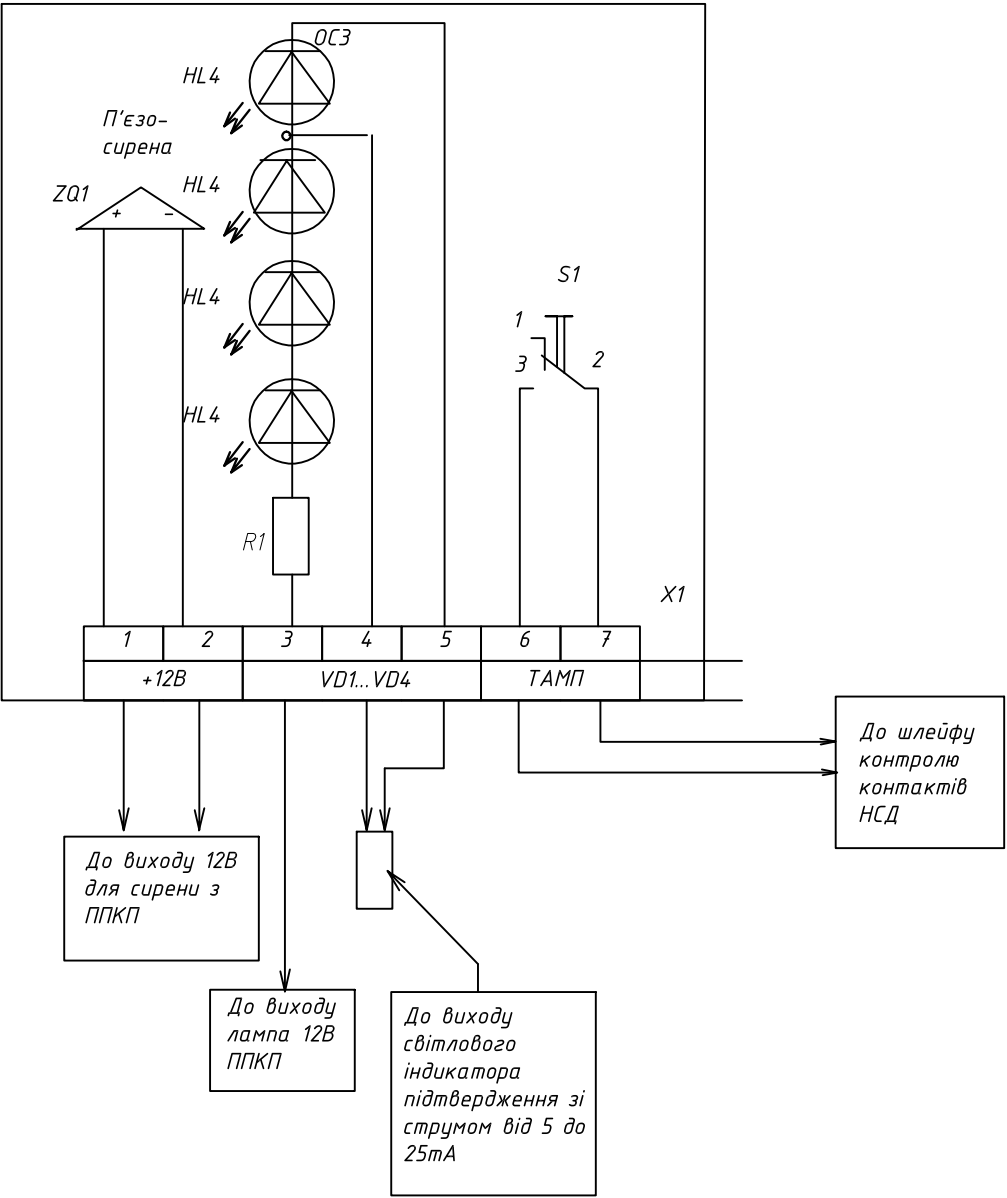 ОС3
HL4
П'єзо-
сирена
ZQ1
+ -
HL4
HL4
HL4
R1
S1
1
3
2
X1
1 2 3 4 5 6 7
+12В VD1...VD4 ТАМП
До шлейфу
контролю
контактів
НСД
До виходу 12В
для сирени з
ППКП
До виходу
лампа 12В
ППКП
До виходу
світлового
індикатора
підтвердження зі
струмом від 5 до
25mA